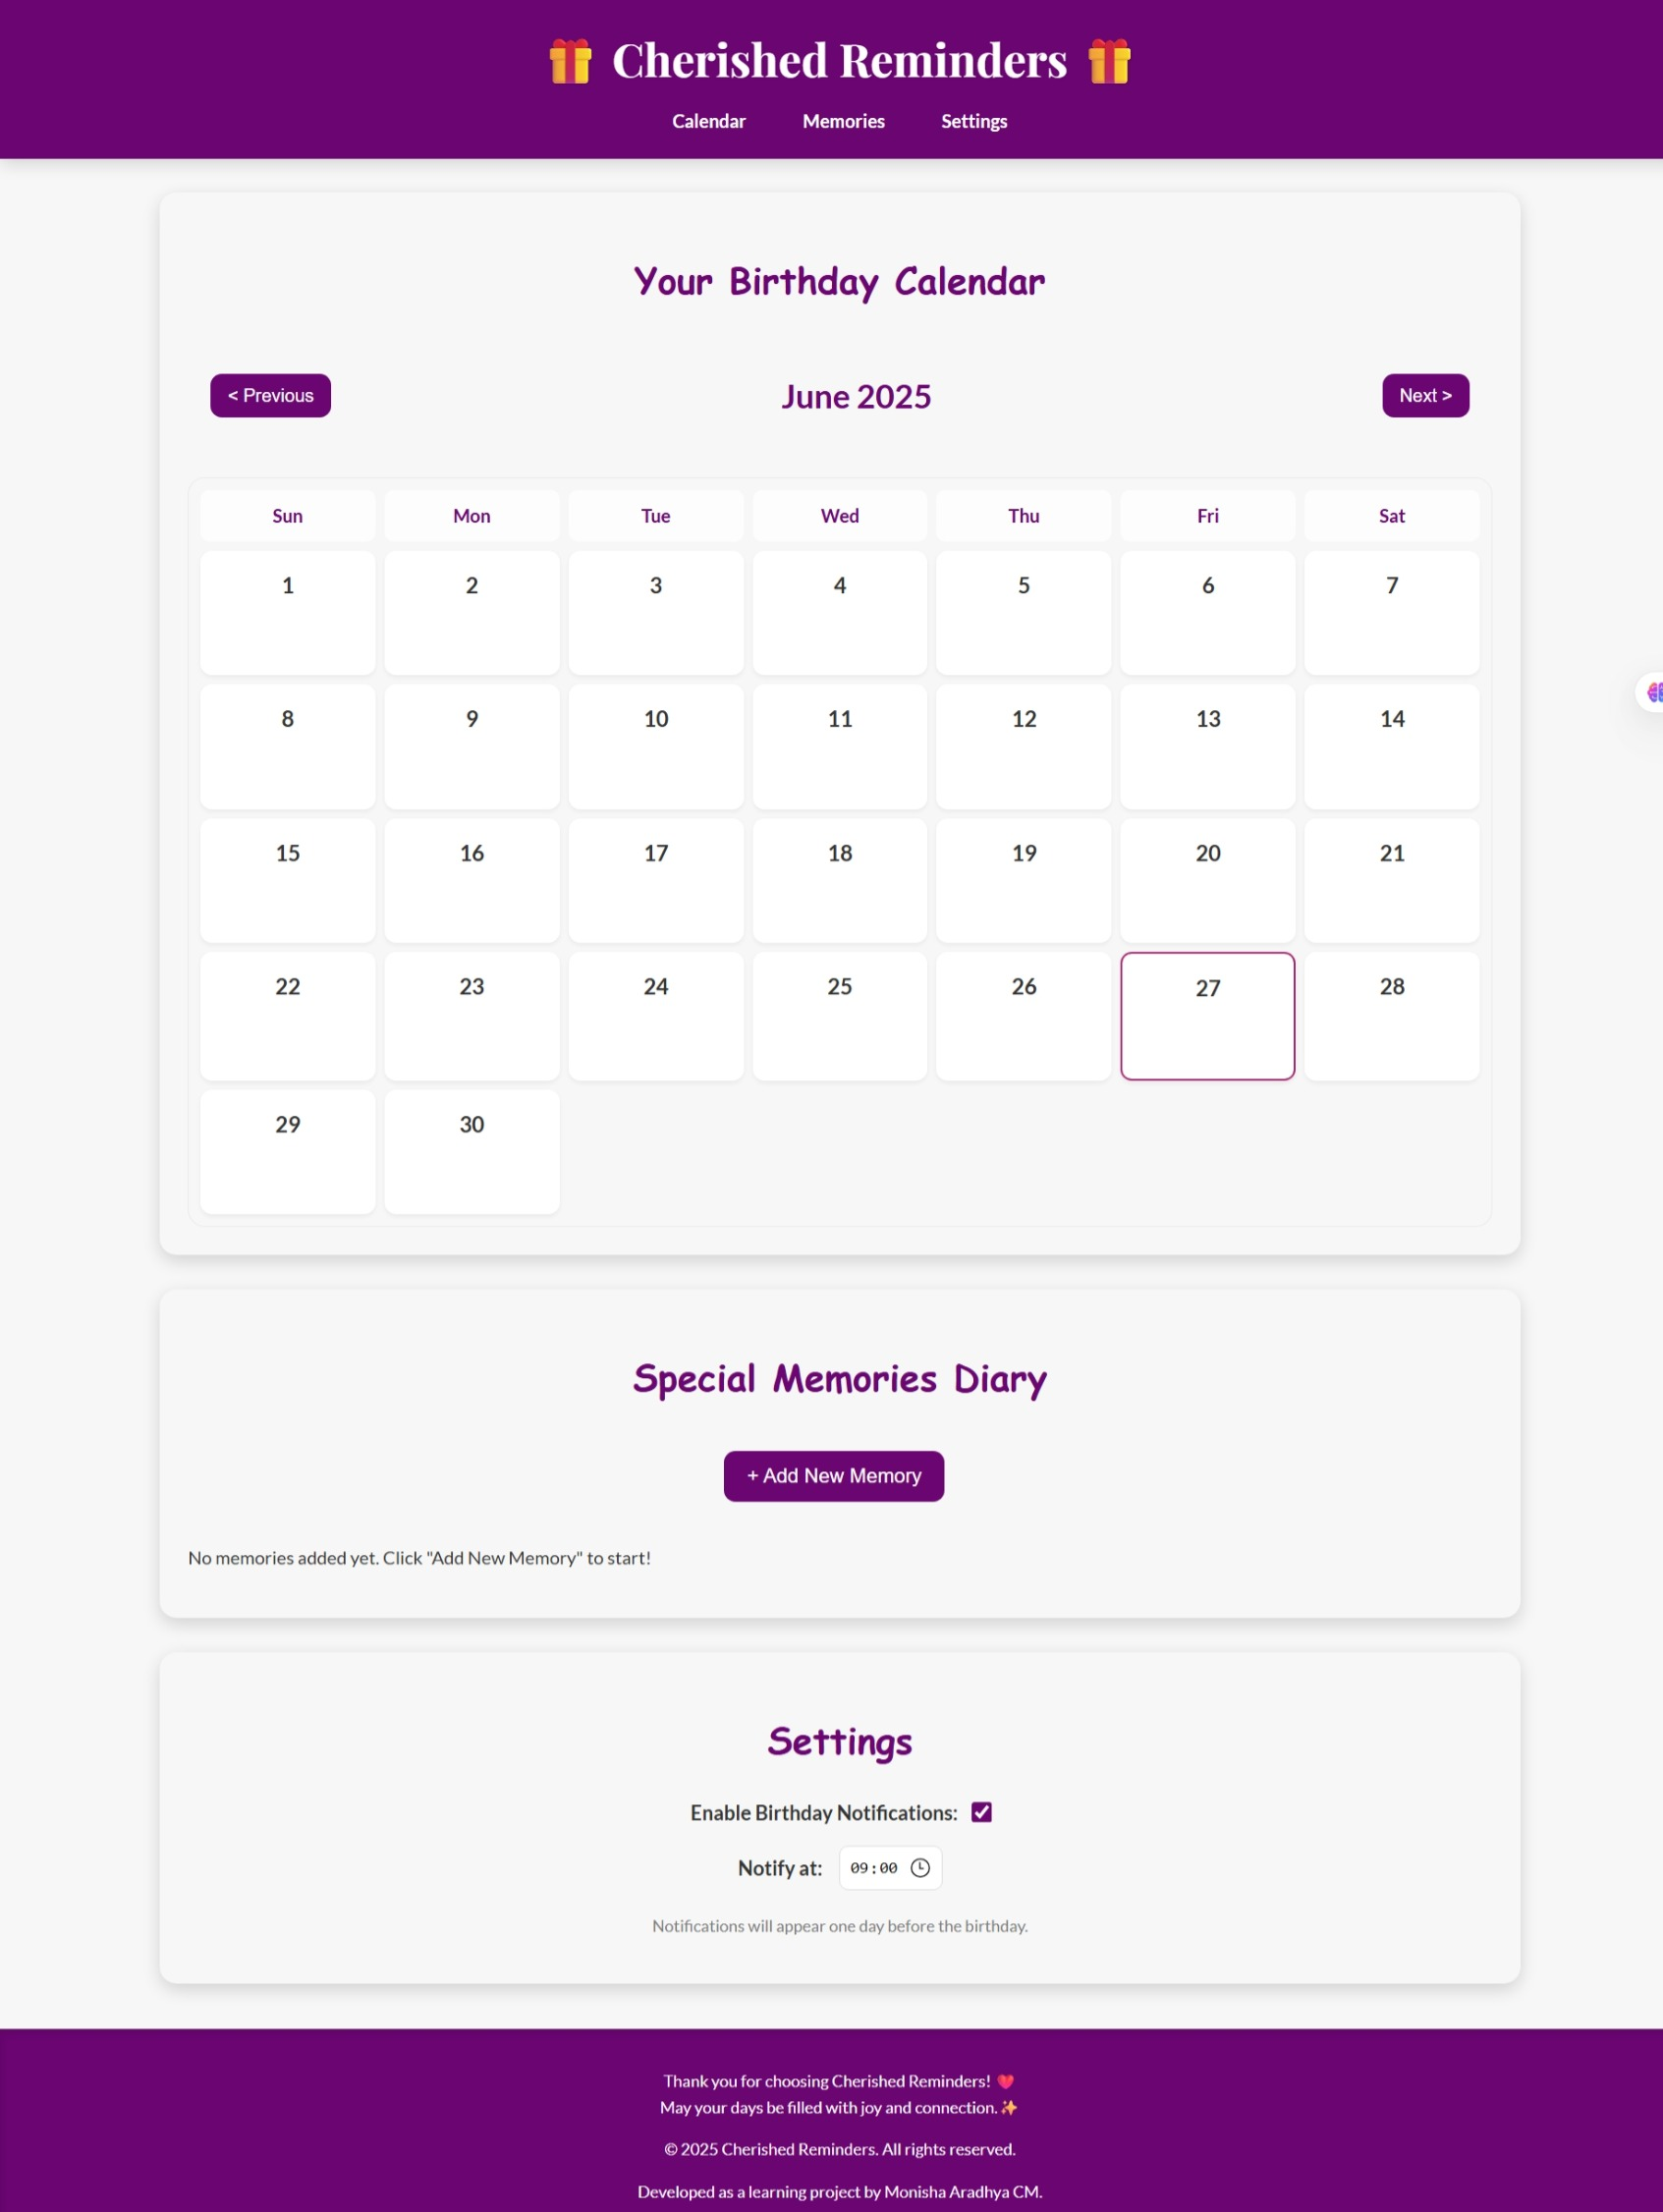 🎁 Cherished Reminders 🎁
Calendar Memories Settings
Your Birthday Calendar
< Previous June 2025 Next >
Sun Mon Tue Wed Thu Fri Sat
1 2 3 4 5 6 7
8 9 10 11 12 13 14
15 16 17 18 19 20 21
22 23 24 25 26 27 28
29 30
Special Memories Diary
+ Add New Memory
No memories added yet. Click "Add New Memory" to start!
Settings
Enable Birthday Notifications:
Notify at: 09:00
Notifications will appear one day before the birthday.
Thank you for choosing Cherished Reminders! 💖
May your days be filled with joy and connection.✨
© 2025 Cherished Reminders. All rights reserved.
Developed as a learning project by Monisha Aradhya CM.